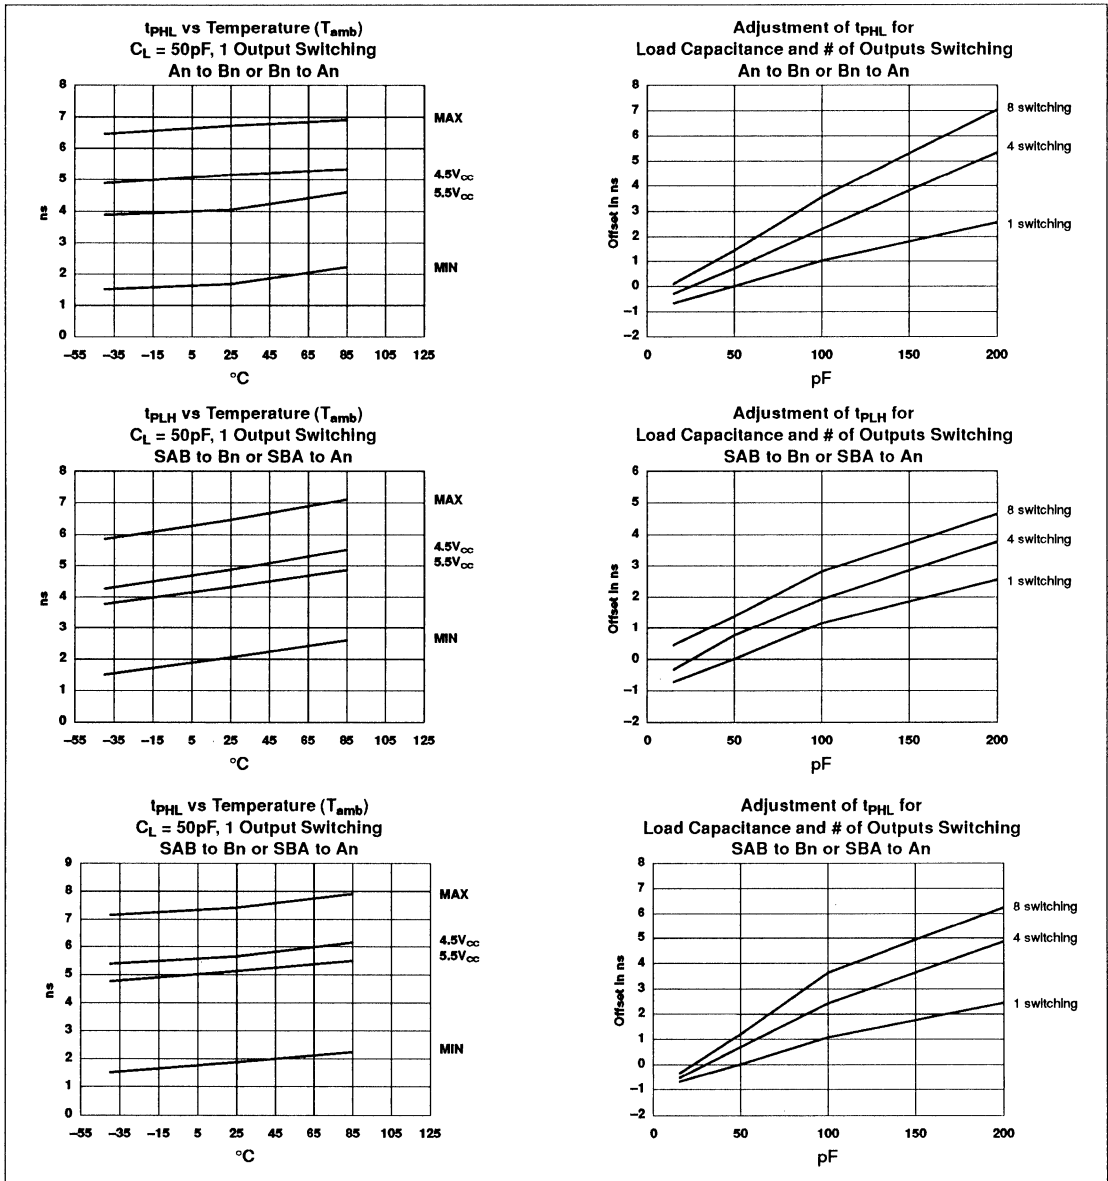 tPHL vs Temperature (Tamb)
CL = 50pF, 1 Output Switching
An to Bn or Bn to An
8
7
6
5
4
3
2
1
0
ns
MAX
4.5VCC
5.5VCC
MIN
–55 –35 –15 5 25 45 65 85 105 125
°C
Adjustment of tPHL for
Load Capacitance and # of Outputs Switching
An to Bn or Bn to An
8
7
6
5
4
3
2
1
0
–1
–2
Offset in ns
8 switching
4 switching
1 switching
0 50 100 150 200
pF
tPLH vs Temperature (Tamb)
CL = 50pF, 1 Output Switching
SAB to Bn or SBA to An
8
7
6
5
4
3
2
1
0
ns
MAX
4.5VCC
5.5VCC
MIN
–55 –35 –15 5 25 45 65 85 105 125
°C
Adjustment of tPLH for
Load Capacitance and # of Outputs Switching
SAB to Bn or SBA to An
6
5
4
3
2
1
0
–1
–2
Offset in ns
8 switching
4 switching
1 switching
0 50 100 150 200
pF
tPHL vs Temperature (Tamb)
CL = 50pF, 1 Output Switching
SAB to Bn or SBA to An
9
8
7
6
5
4
3
2
1
0
ns
MAX
4.5VCC
5.5VCC
MIN
–55 –35 –15 5 25 45 65 85 105 125
°C
Adjustment of tPHL for
Load Capacitance and # of Outputs Switching
SAB to Bn or SBA to An
8
7
6
5
4
3
2
1
0
–1
–2
Offset in ns
8 switching
4 switching
1 switching
0 50 100 150 200
pF